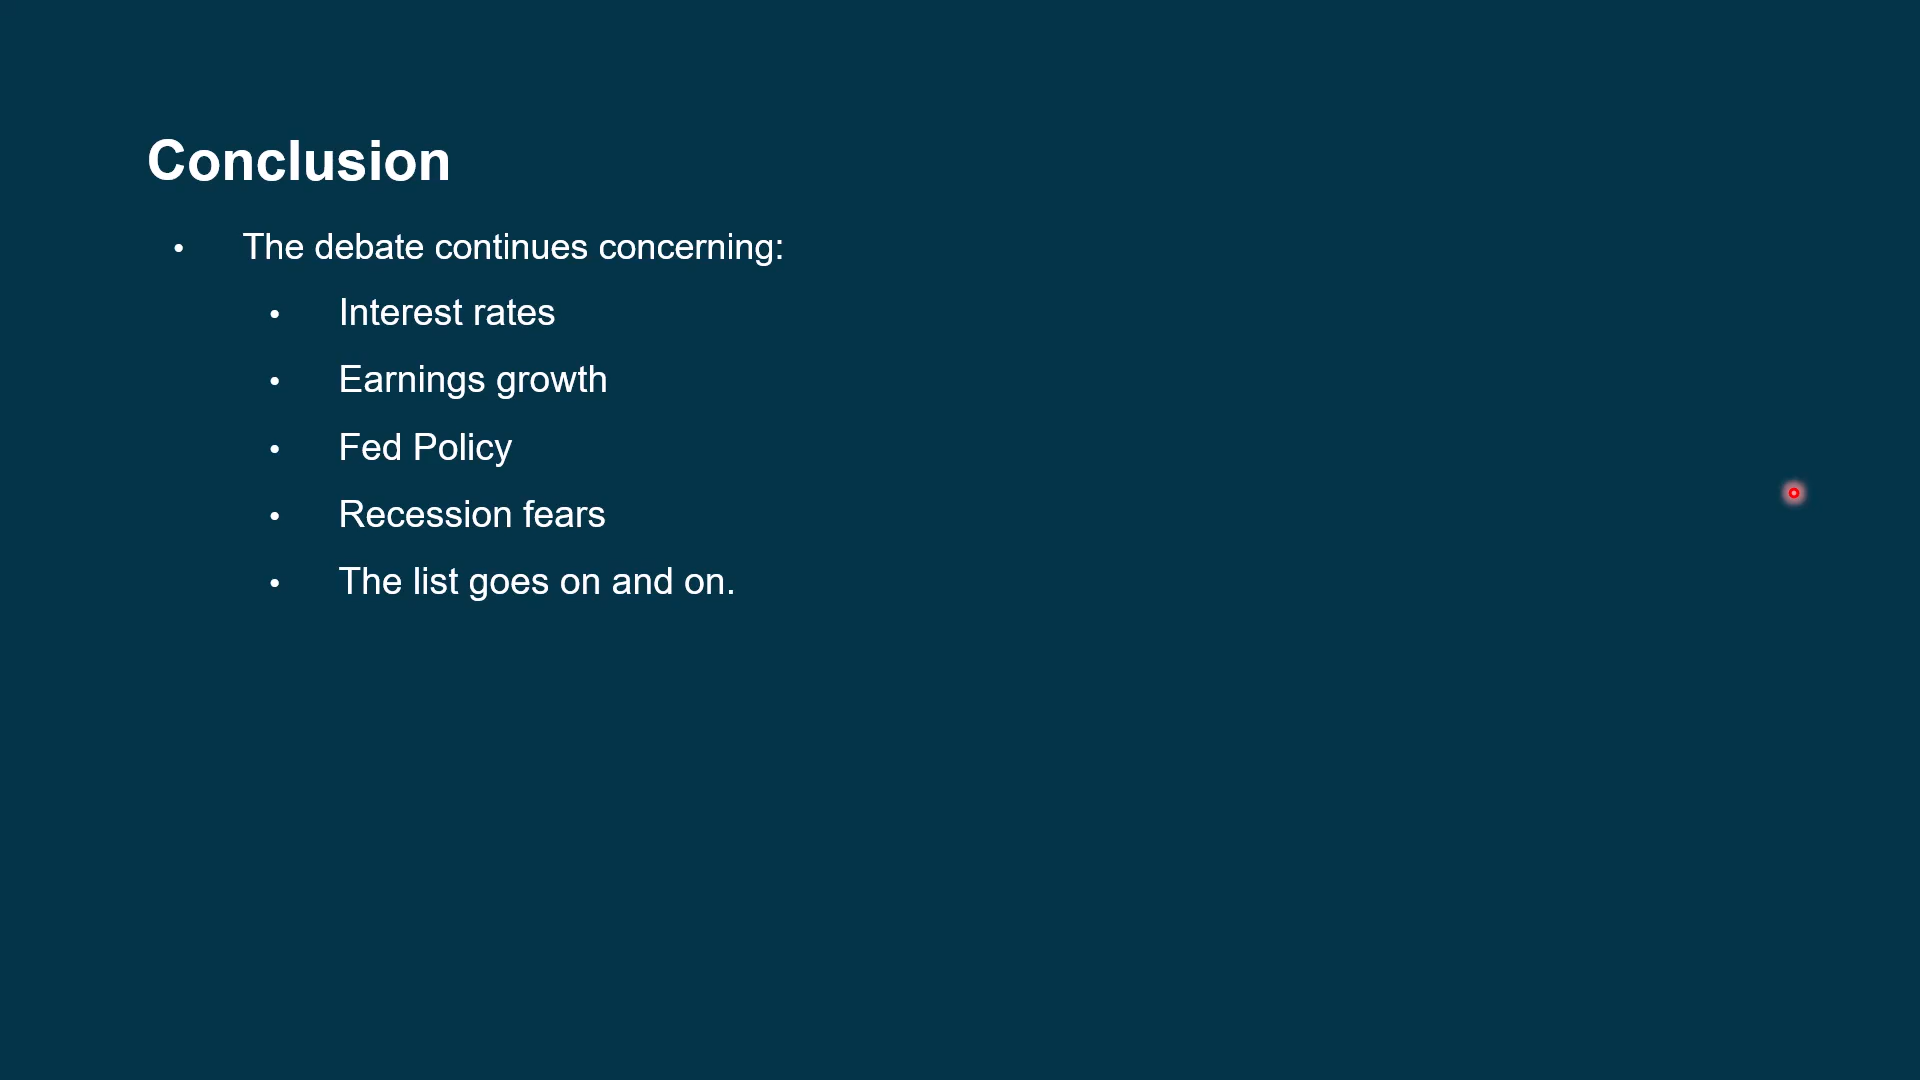 Conclusion
• The debate continues concerning:
• Interest rates
• Earnings growth
• Fed Policy
• Recession fears
• The list goes on and on.